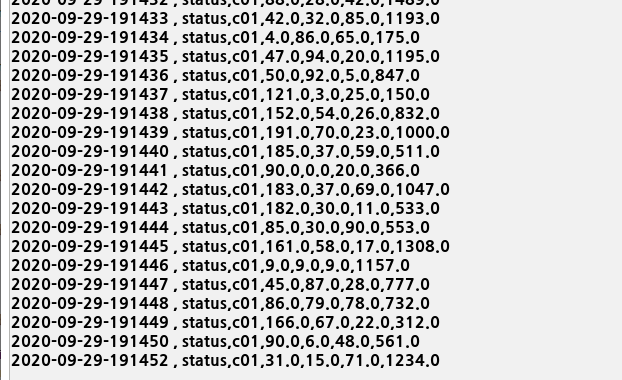 2020-09-29-191432 , status,c01,88.0,28.0,42.0,1489.0
2020-09-29-191433 , status,c01,42.0,32.0,85.0,1193.0
2020-09-29-191434 , status,c01,4.0,86.0,65.0,175.0
2020-09-29-191435 , status,c01,47.0,94.0,20.0,1195.0
2020-09-29-191436 , status,c01,50.0,92.0,5.0,847.0
2020-09-29-191437 , status,c01,121.0,3.0,25.0,150.0
2020-09-29-191438 , status,c01,152.0,54.0,26.0,832.0
2020-09-29-191439 , status,c01,191.0,70.0,23.0,1000.0
2020-09-29-191440 , status,c01,185.0,37.0,59.0,511.0
2020-09-29-191441 , status,c01,90.0,0.0,20.0,366.0
2020-09-29-191442 , status,c01,183.0,37.0,69.0,1047.0
2020-09-29-191443 , status,c01,182.0,30.0,11.0,533.0
2020-09-29-191444 , status,c01,85.0,30.0,90.0,553.0
2020-09-29-191445 , status,c01,161.0,58.0,17.0,1308.0
2020-09-29-191446 , status,c01,9.0,9.0,9.0,1157.0
2020-09-29-191447 , status,c01,45.0,87.0,28.0,777.0
2020-09-29-191448 , status,c01,86.0,79.0,78.0,732.0
2020-09-29-191449 , status,c01,166.0,67.0,22.0,312.0
2020-09-29-191450 , status,c01,90.0,6.0,48.0,561.0
2020-09-29-191452 , status,c01,31.0,15.0,71.0,1234.0